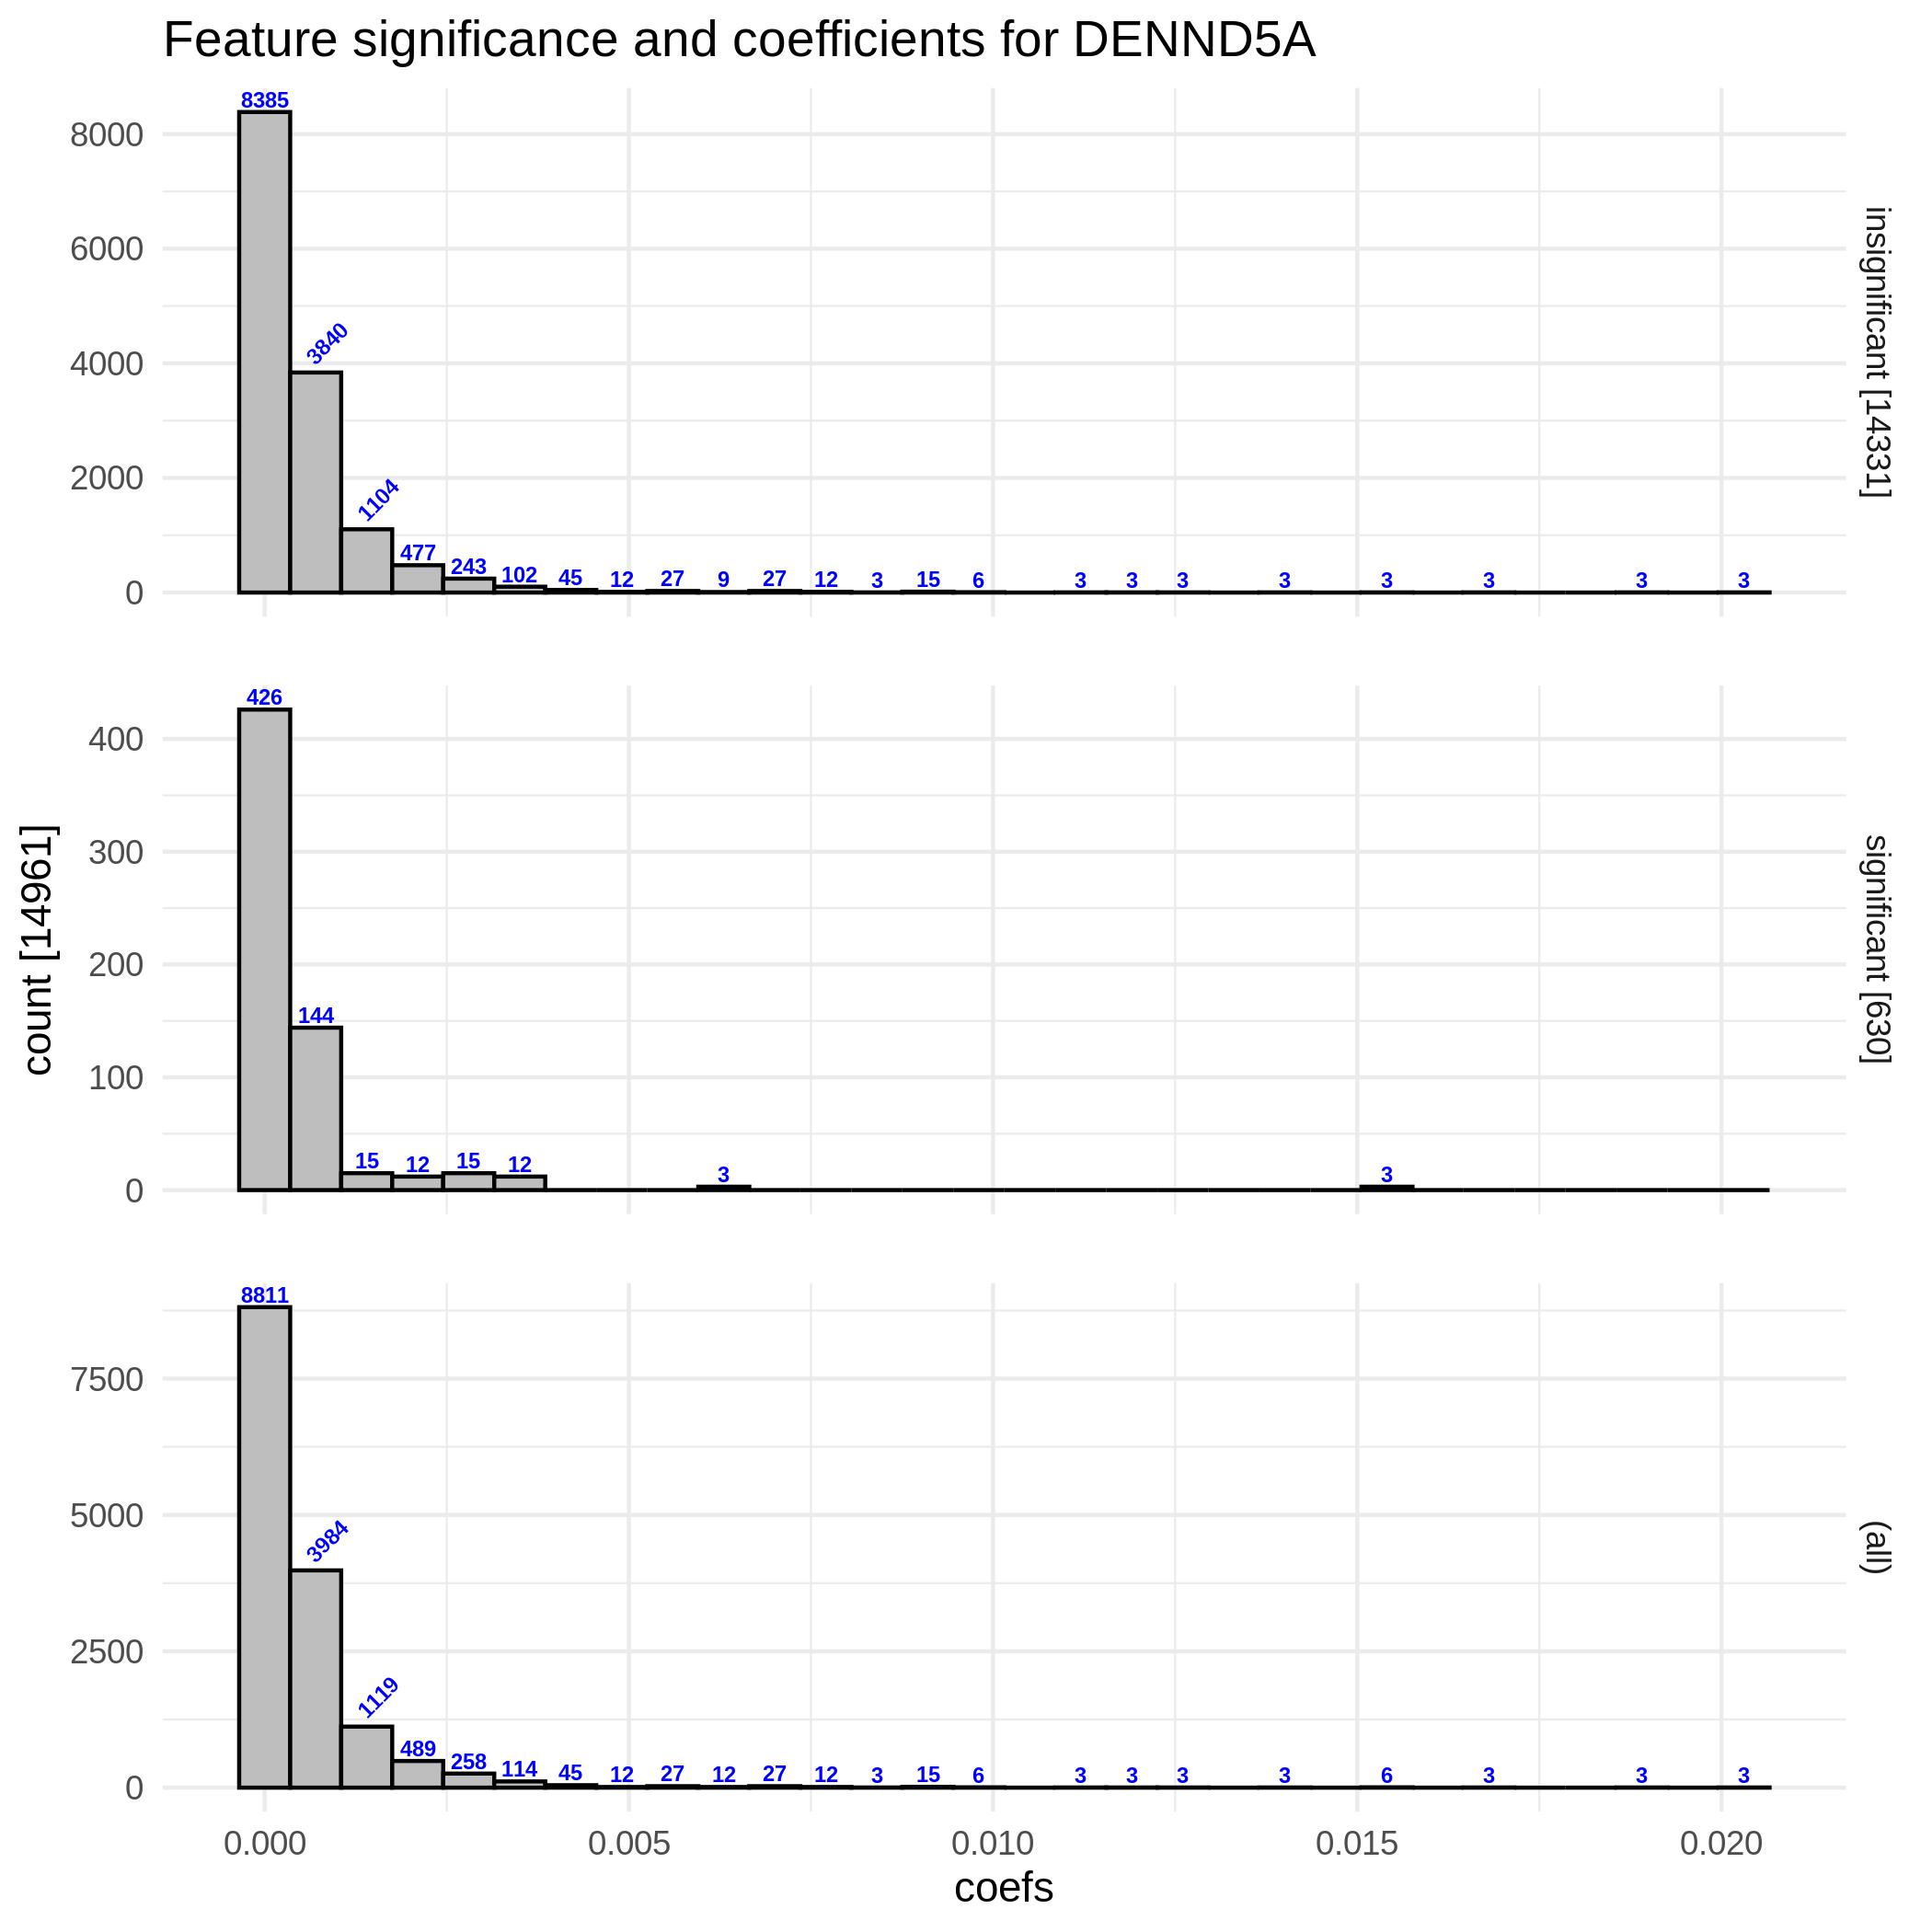 Feature significance and coefficients for DENND5A
8385
8000
6000
4000
2000
0
3840
1104
477 243 102 45 12 27 9 27 12 3 15 6 3 3 3 3 3 3 3 3
insignificant [14331]
count [14961]
426
400
300
200
100
0
144
15 12 15 12 3 3
significant [630]
8811
7500
5000
2500
0
3984
1119
489 258 114 45 12 27 12 27 12 3 15 6 3 3 3 3 6 3 3 3
(all)
0.000 0.005 0.010 0.015 0.020
coefs